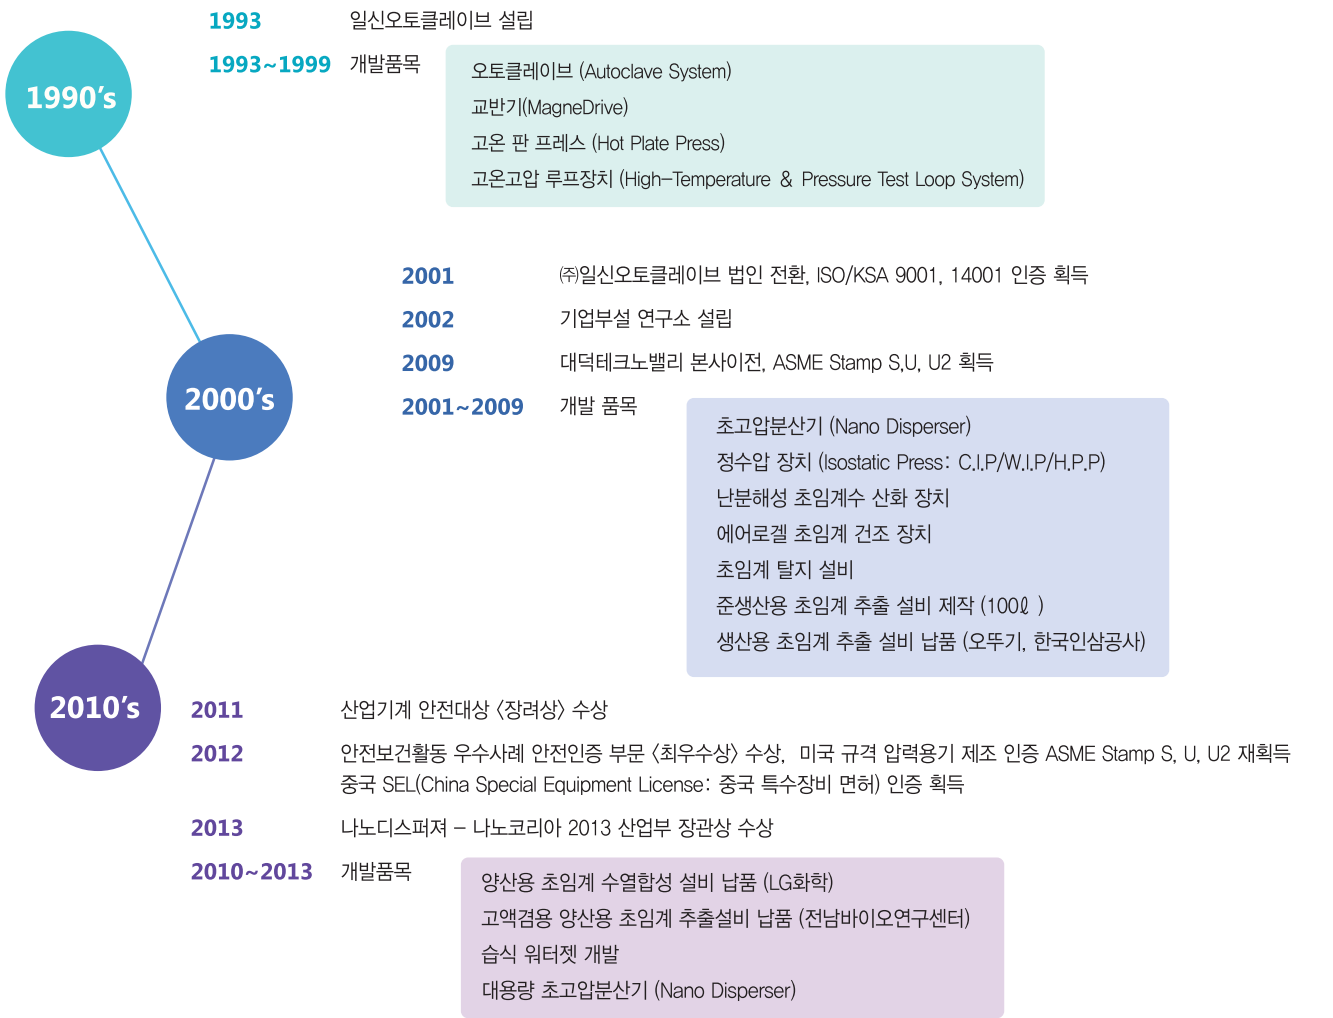 1990's
1993 일신오토클레이브 설립
1993~1999 개발품목
오토클레이브 (Autoclave System)
교반기(MagneDrive)
고온 판 프레스 (Hot Plate Press)
고온고압 루프장치 (High-Temperature & Pressure Test Loop System)
2000's
2001 ㈜일신오토클레이브 법인 전환, ISO/KSA 9001, 14001 인증 획득
2002 기업부설 연구소 설립
2009 대덕테크노밸리 본사이전, ASME Stamp S,U, U2 획득
2001~2009 개발 품목
초고압분산기 (Nano Disperser)
정수압 장치 (Isostatic Press: C.I.P/W.I.P/H.P.P)
난분해성 초임계수 산화 장치
에어로겔 초임계 건조 장치
초임계 탈지 설비
준생산용 초임계 추출 설비 제작 (100ℓ )
생산용 초임계 추출 설비 납품 (오뚜기, 한국인삼공사)
2010's
2011 산업기계 안전대상 〈장려상〉 수상
2012 안전보건활동 우수사례 안전인증 부문 〈최우수상〉 수상, 미국 규격 압력용기 제조 인증 ASME Stamp S, U, U2 재획득
중국 SEL(China Special Equipment License: 중국 특수장비 면허) 인증 획득
2013 나노디스퍼져 - 나노코리아 2013 산업부 장관상 수상
2010~2013 개발품목
양산용 초임계 수열합성 설비 납품 (LG화학)
고액겸용 양산용 초임계 추출설비 납품 (전남바이오연구센터)
습식 워터젯 개발
대용량 초고압분산기 (Nano Disperser)